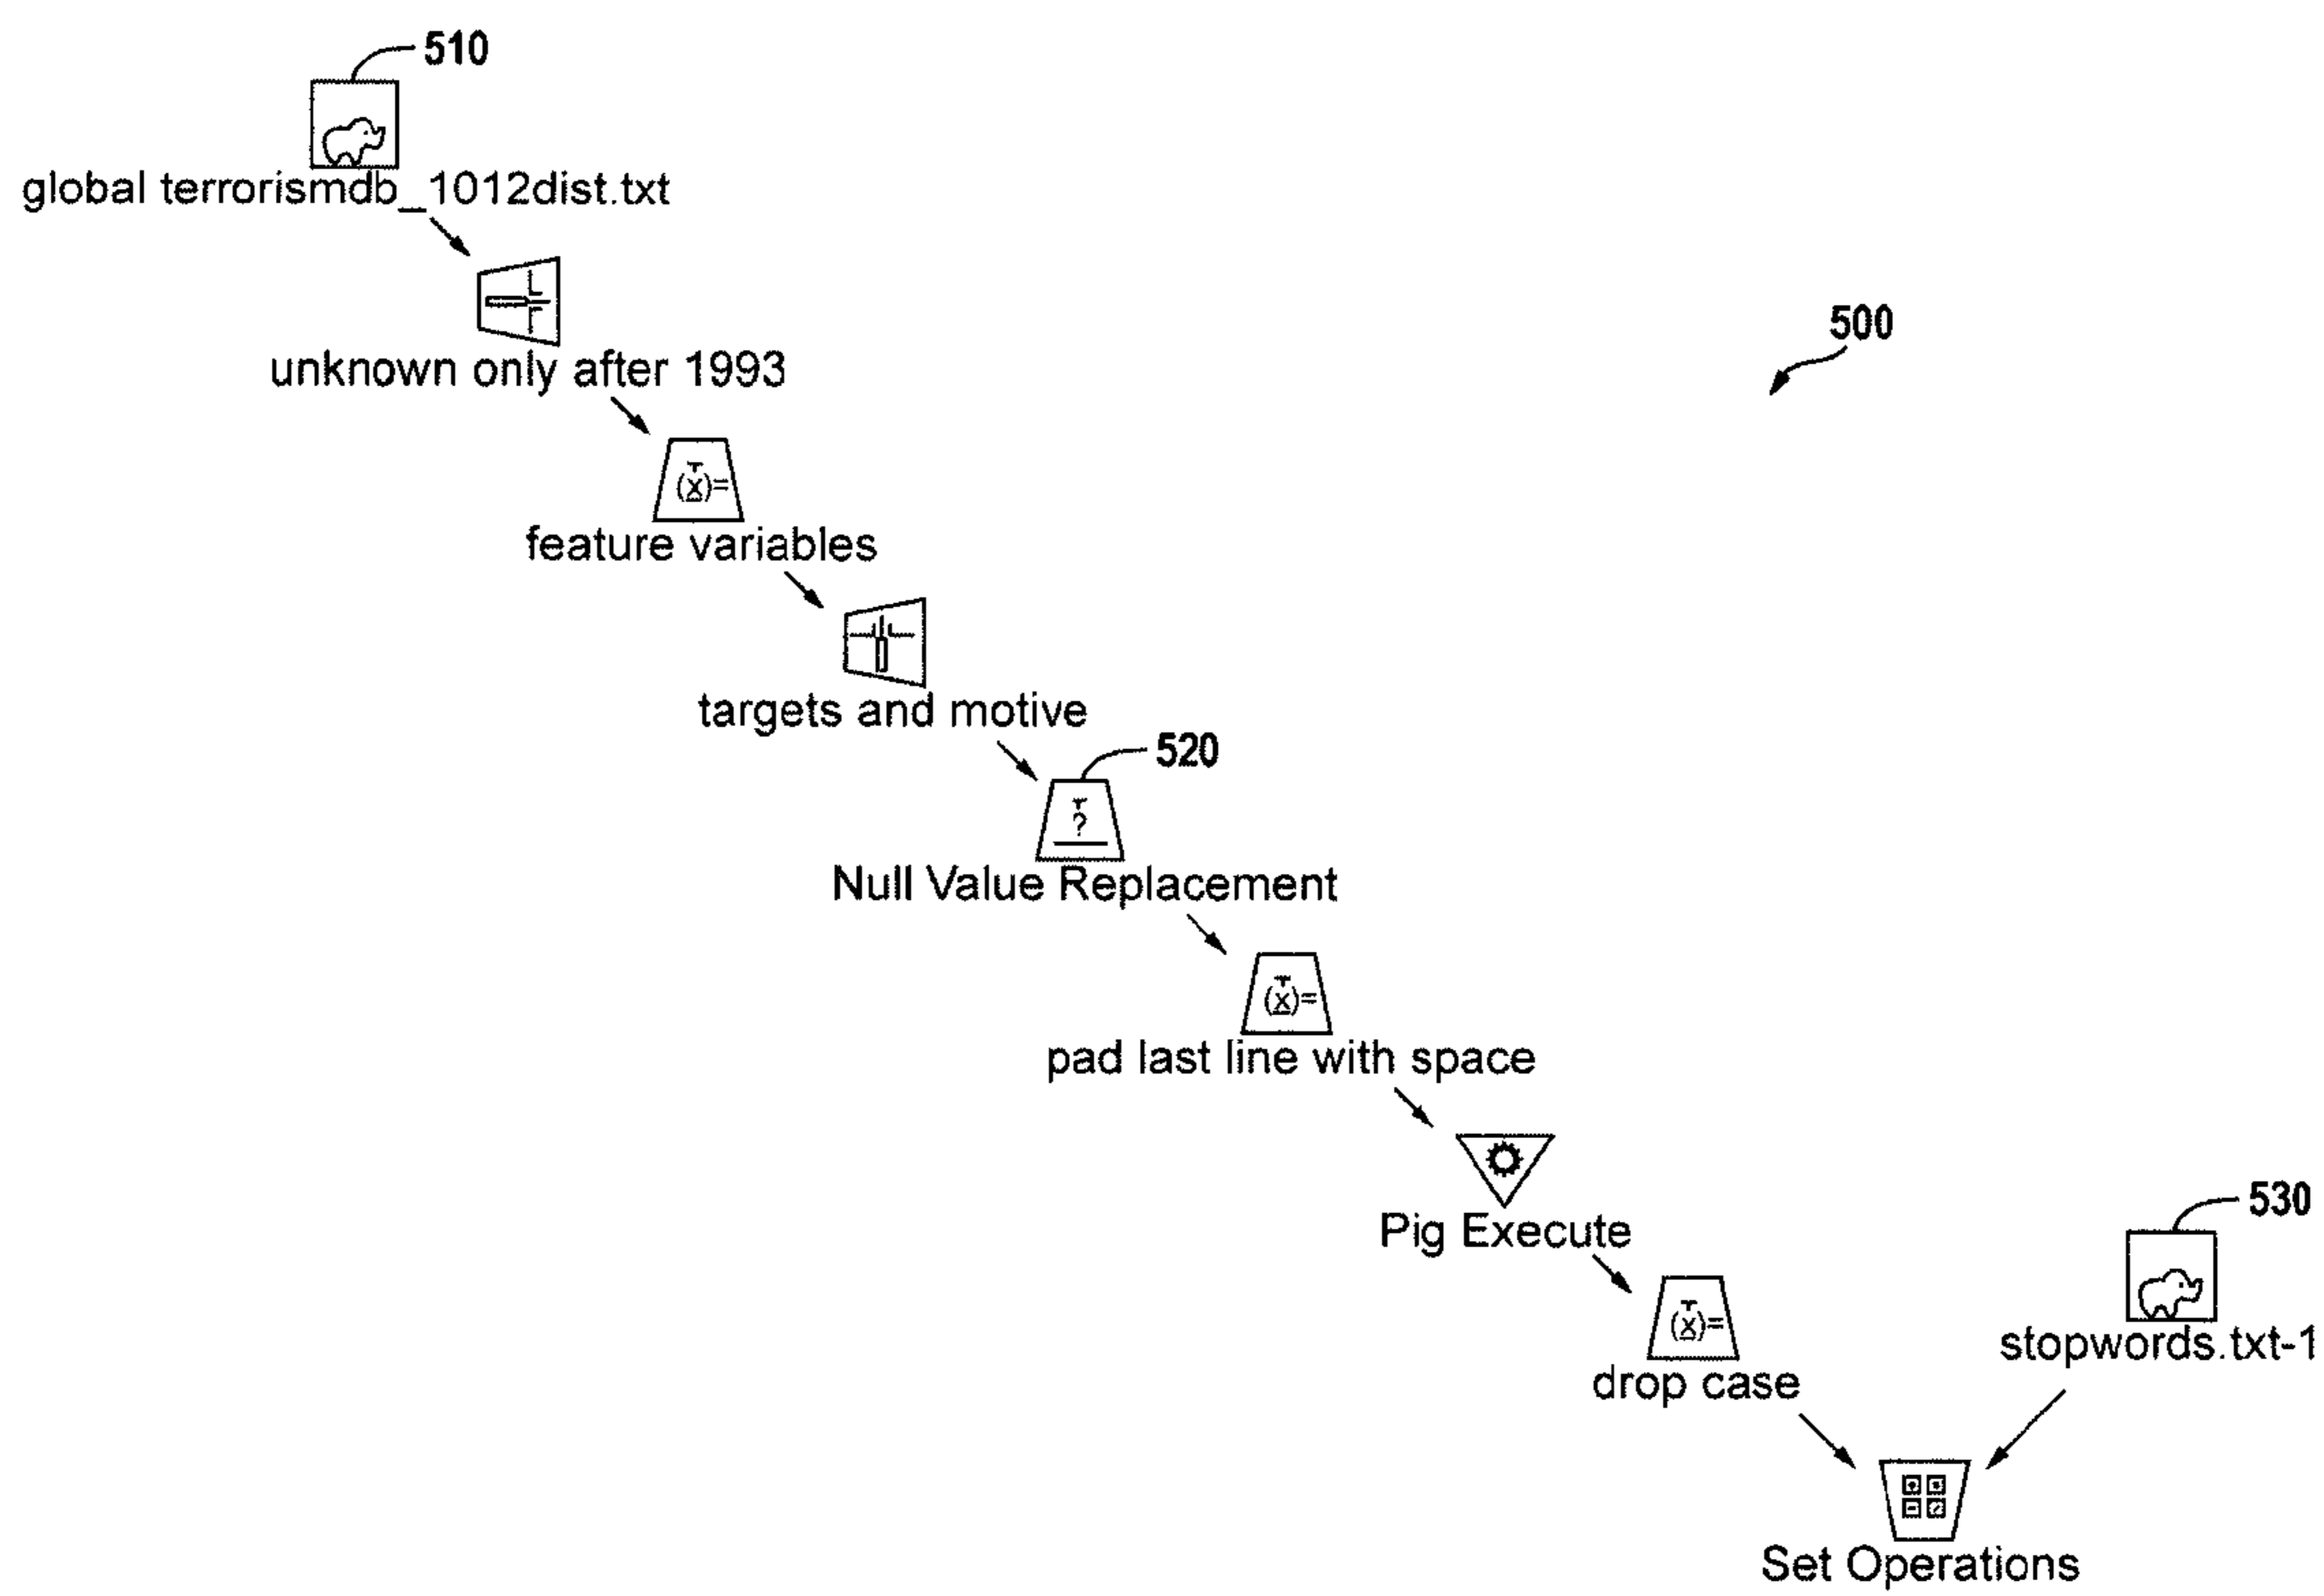 510
global terrorismdb_1012dist.txt
unknown only after 1993
500
(x)=
feature variables
targets and motive
520
?
Null Value Replacement
(x)=
pad last line with space
Pig Execute
530
(x)=
stopwords.txt-1
drop case
Set Operations